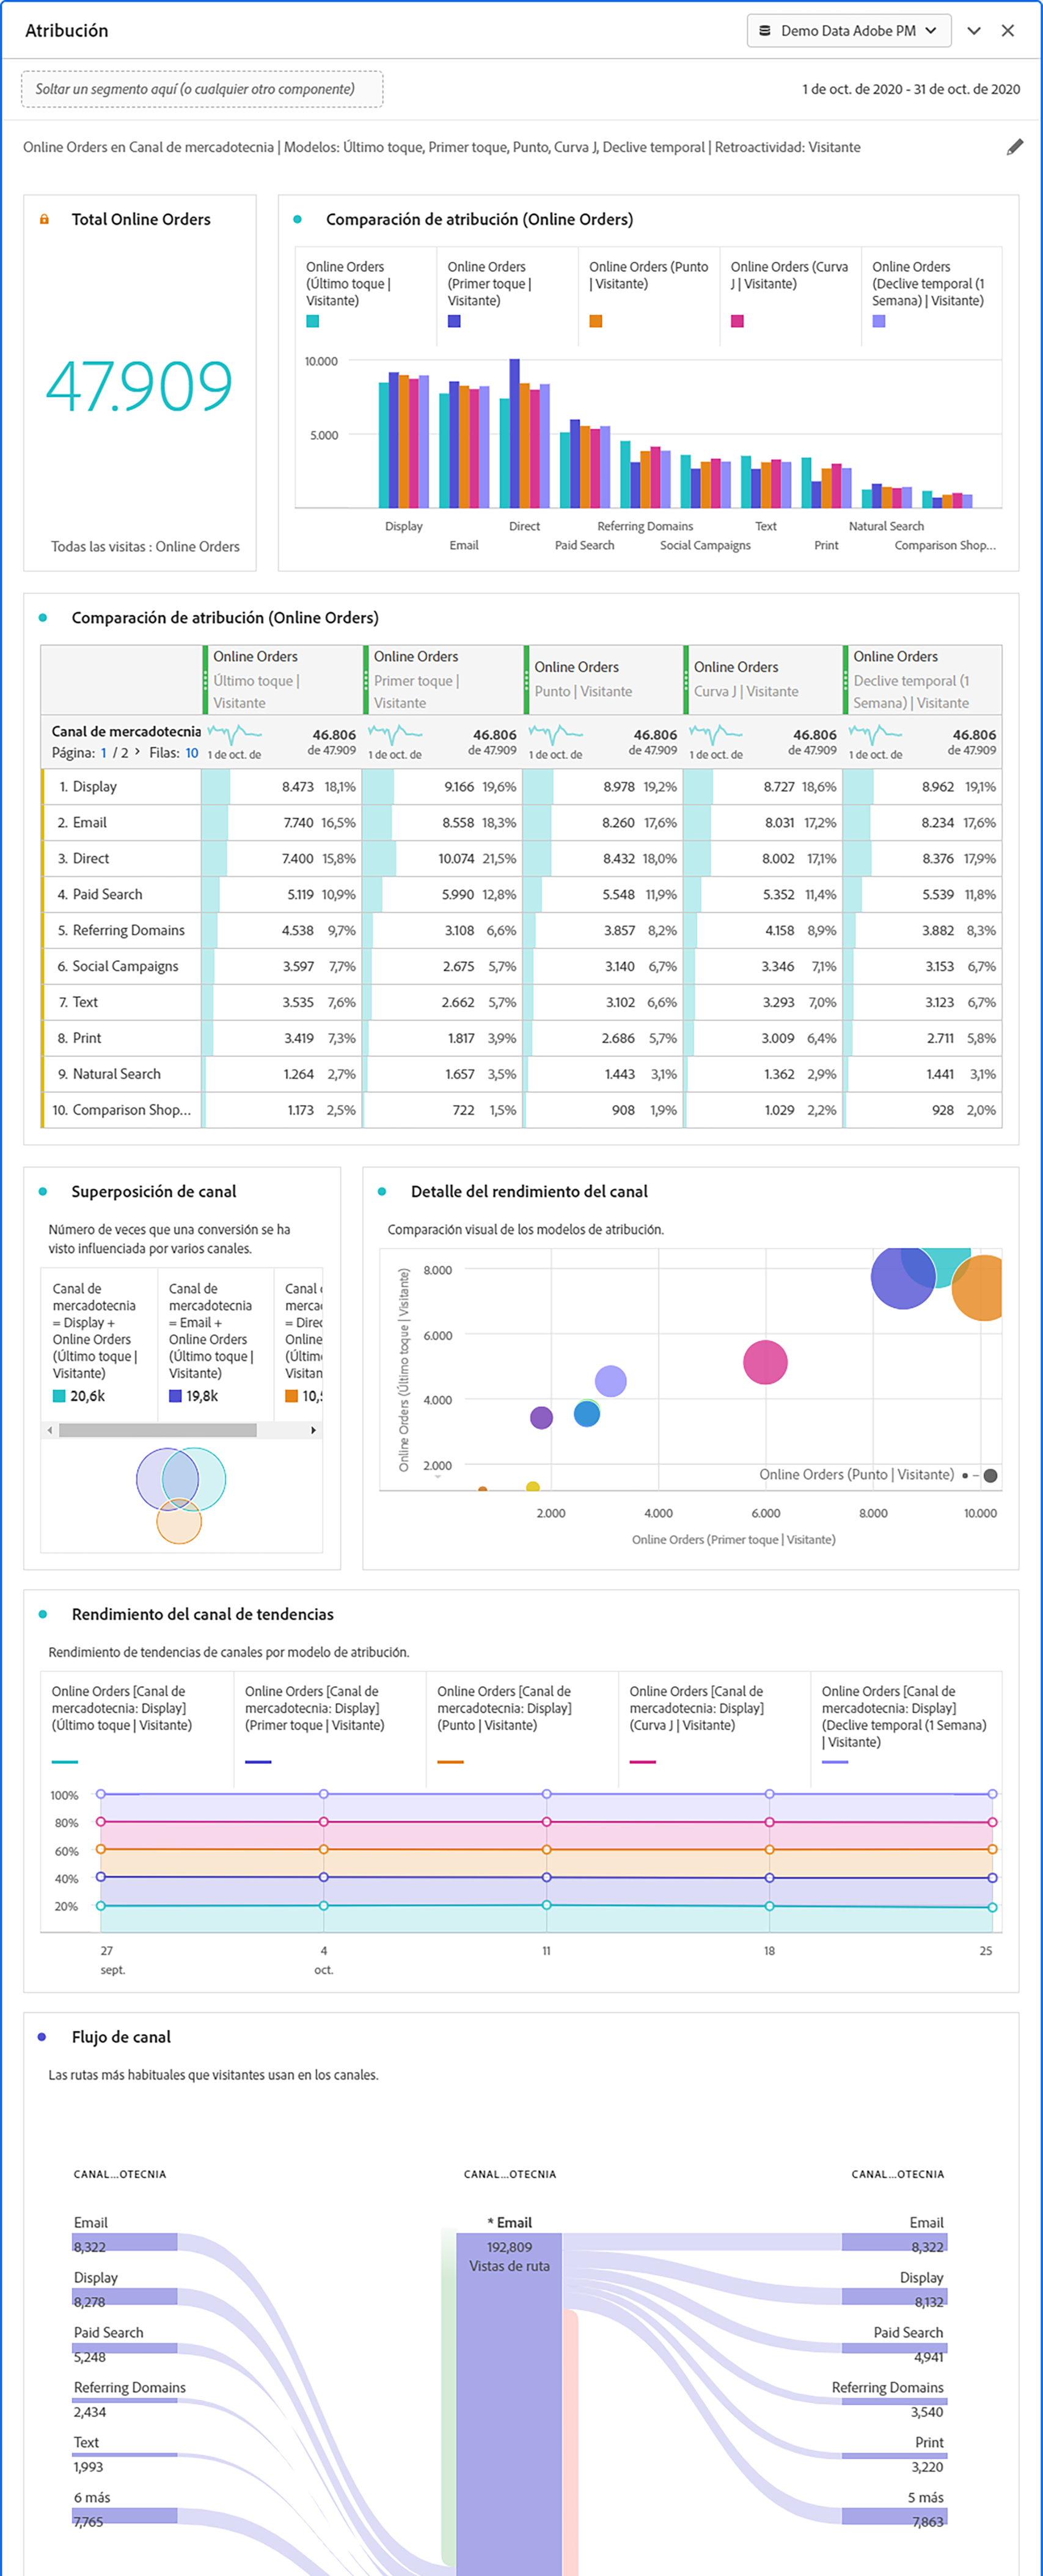 Atribución
Demo Data Adobe PM
Soltar un segmento aquí (o cualquier otro componente)
1 de oct. de 2020 - 31 de oct. de 2020
Online Orders en Canal de mercadotecnia | Modelos: Último toque, Primer toque, Punto, Curva J, Declive temporal | Retroactividad: Visitante
Total Online Orders
47.909
Todas las visitas : Online Orders
Comparación de atribución (Online Orders)
Online Orders
(Último toque |
Visitante)
Online Orders
(Primer toque |
Visitante)
Online Orders (Punto
| Visitante)
Online Orders (Curva
J | Visitante)
Online Orders
(Declive temporal (1
Semana) | Visitante)
10.000
5.000
Display
Direct
Referring Domains
Text
Natural Search
Email
Paid Search
Social Campaigns
Print
Comparison Shop...
Comparación de atribución (Online Orders)
Online Orders
Último toque |
Visitante
Online Orders
Primer toque |
Visitante
Online Orders
Punto | Visitante
Online Orders
Curva J | Visitante
Online Orders
Declive temporal (1
Semana) | Visitante
Canal de mercadotecnia
Página: 1 / 2 > Filas: 10
1 de oct. de
46.806
de 47.909
1 de oct. de
46.806
de 47.909
1 de oct. de
46.806
de 47.909
1 de oct. de
46.806
de 47.909
1 de oct. de
46.806
de 47.909
1. Display 8.473 18,1% 9.166 19,6% 8.978 19,2% 8.727 18,6% 8.962 19,1%
2. Email 7.740 16,5% 8.558 18,3% 8.260 17,6% 8.031 17,2% 8.234 17,6%
3. Direct 7.400 15,8% 10.074 21,5% 8.432 18,0% 8.002 17,1% 8.376 17,9%
4. Paid Search 5.119 10,9% 5.990 12,8% 5.548 11,9% 5.352 11,4% 5.539 11,8%
5. Referring Domains 4.538 9,7% 3.108 6,6% 3.857 8,2% 4.158 8,9% 3.882 8,3%
6. Social Campaigns 3.597 7,7% 2.675 5,7% 3.140 6,7% 3.346 7,1% 3.153 6,7%
7. Text 3.535 7,6% 2.662 5,7% 3.102 6,6% 3.293 7,0% 3.123 6,7%
8. Print 3.419 7,3% 1.817 3,9% 2.686 5,7% 3.009 6,4% 2.711 5,8%
9. Natural Search 1.264 2,7% 1.657 3,5% 1.443 3,1% 1.362 2,9% 1.441 3,1%
10. Comparison Shop... 1.173 2,5% 722 1,5% 908 1,9% 1.029 2,2% 928 2,0%
Superposición de canal
Número de veces que una conversión se ha
visto influenciada por varios canales.
Canal de
mercadotecnia
= Display +
Online Orders
(Último toque |
Visitante)
20,6k
Canal de
mercadotecnia
= Email +
Online Orders
(Último toque |
Visitante)
19,8k
Canal
merca
= Direc
Online
(Últim
Visitan
10,
Detalle del rendimiento del canal
Comparación visual de los modelos de atribución.
Online Orders (Último toque | Visitante)
8.000
6.000
4.000
2.000
Online Orders (Punto | Visitante)
2.000
4.000
6.000
8.000
10.000
Online Orders (Primer toque | Visitante)
Rendimiento del canal de tendencias
Rendimiento de tendencias de canales por modelo de atribución.
Online Orders [Canal de
mercadotecnia: Display]
(Último toque | Visitante)
Online Orders [Canal de
mercadotecnia: Display]
(Primer toque | Visitante)
Online Orders [Canal de
mercadotecnia: Display]
(Punto | Visitante)
Online Orders [Canal de
mercadotecnia: Display]
(Curva J | Visitante)
Online Orders [Canal de
mercadotecnia: Display]
(Declive temporal (1 Semana)
| Visitante)
100%
80%
60%
40%
20%
27
sept.
4
oct.
11
18
25
Flujo de canal
Las rutas más habituales que visitantes usan en los canales.
CANAL...OTECNIA
CANAL...OTECNIA
CANAL...OTECNIA
Email
8,322
Display
8,278
Paid Search
5,248
Referring Domains
2,434
Text
1,993
6 más
7,765
* Email
192,809
Vistas de ruta
Email
8,322
Display
8,132
Paid Search
4,941
Referring Domains
3,540
Print
3,220
5 más
7,863